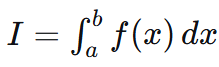 I = ∫_a^b f(x) dx